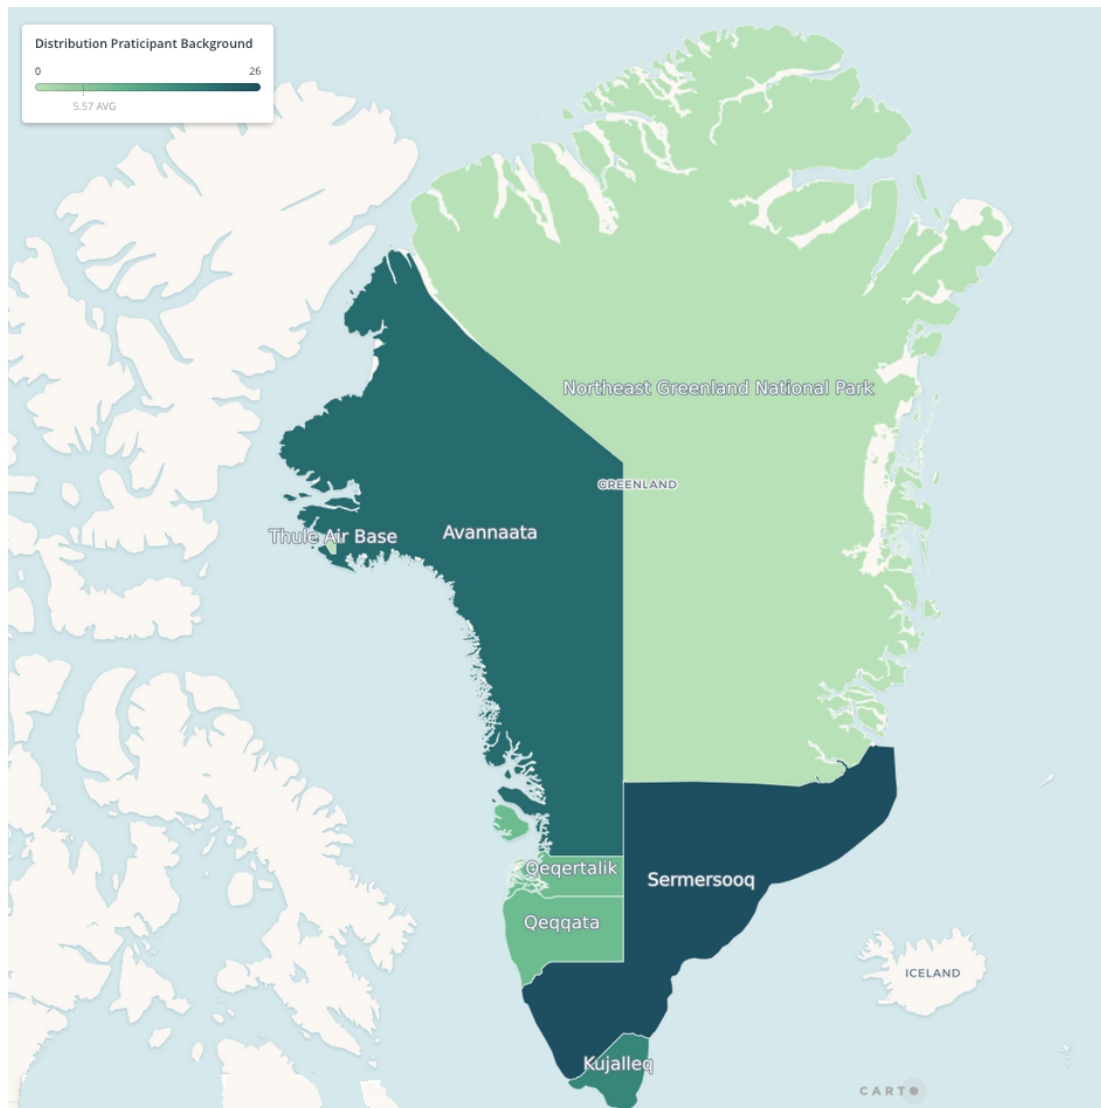 Distribution Praticipant Background
0 26
5.57 AVG
Northeast Greenland National Park
GREENLAND
Thule Air Base
Avannaata
Qeqertalik
Sermersooq
Qeqqata
ICELAND
Kujalleq
CARTO